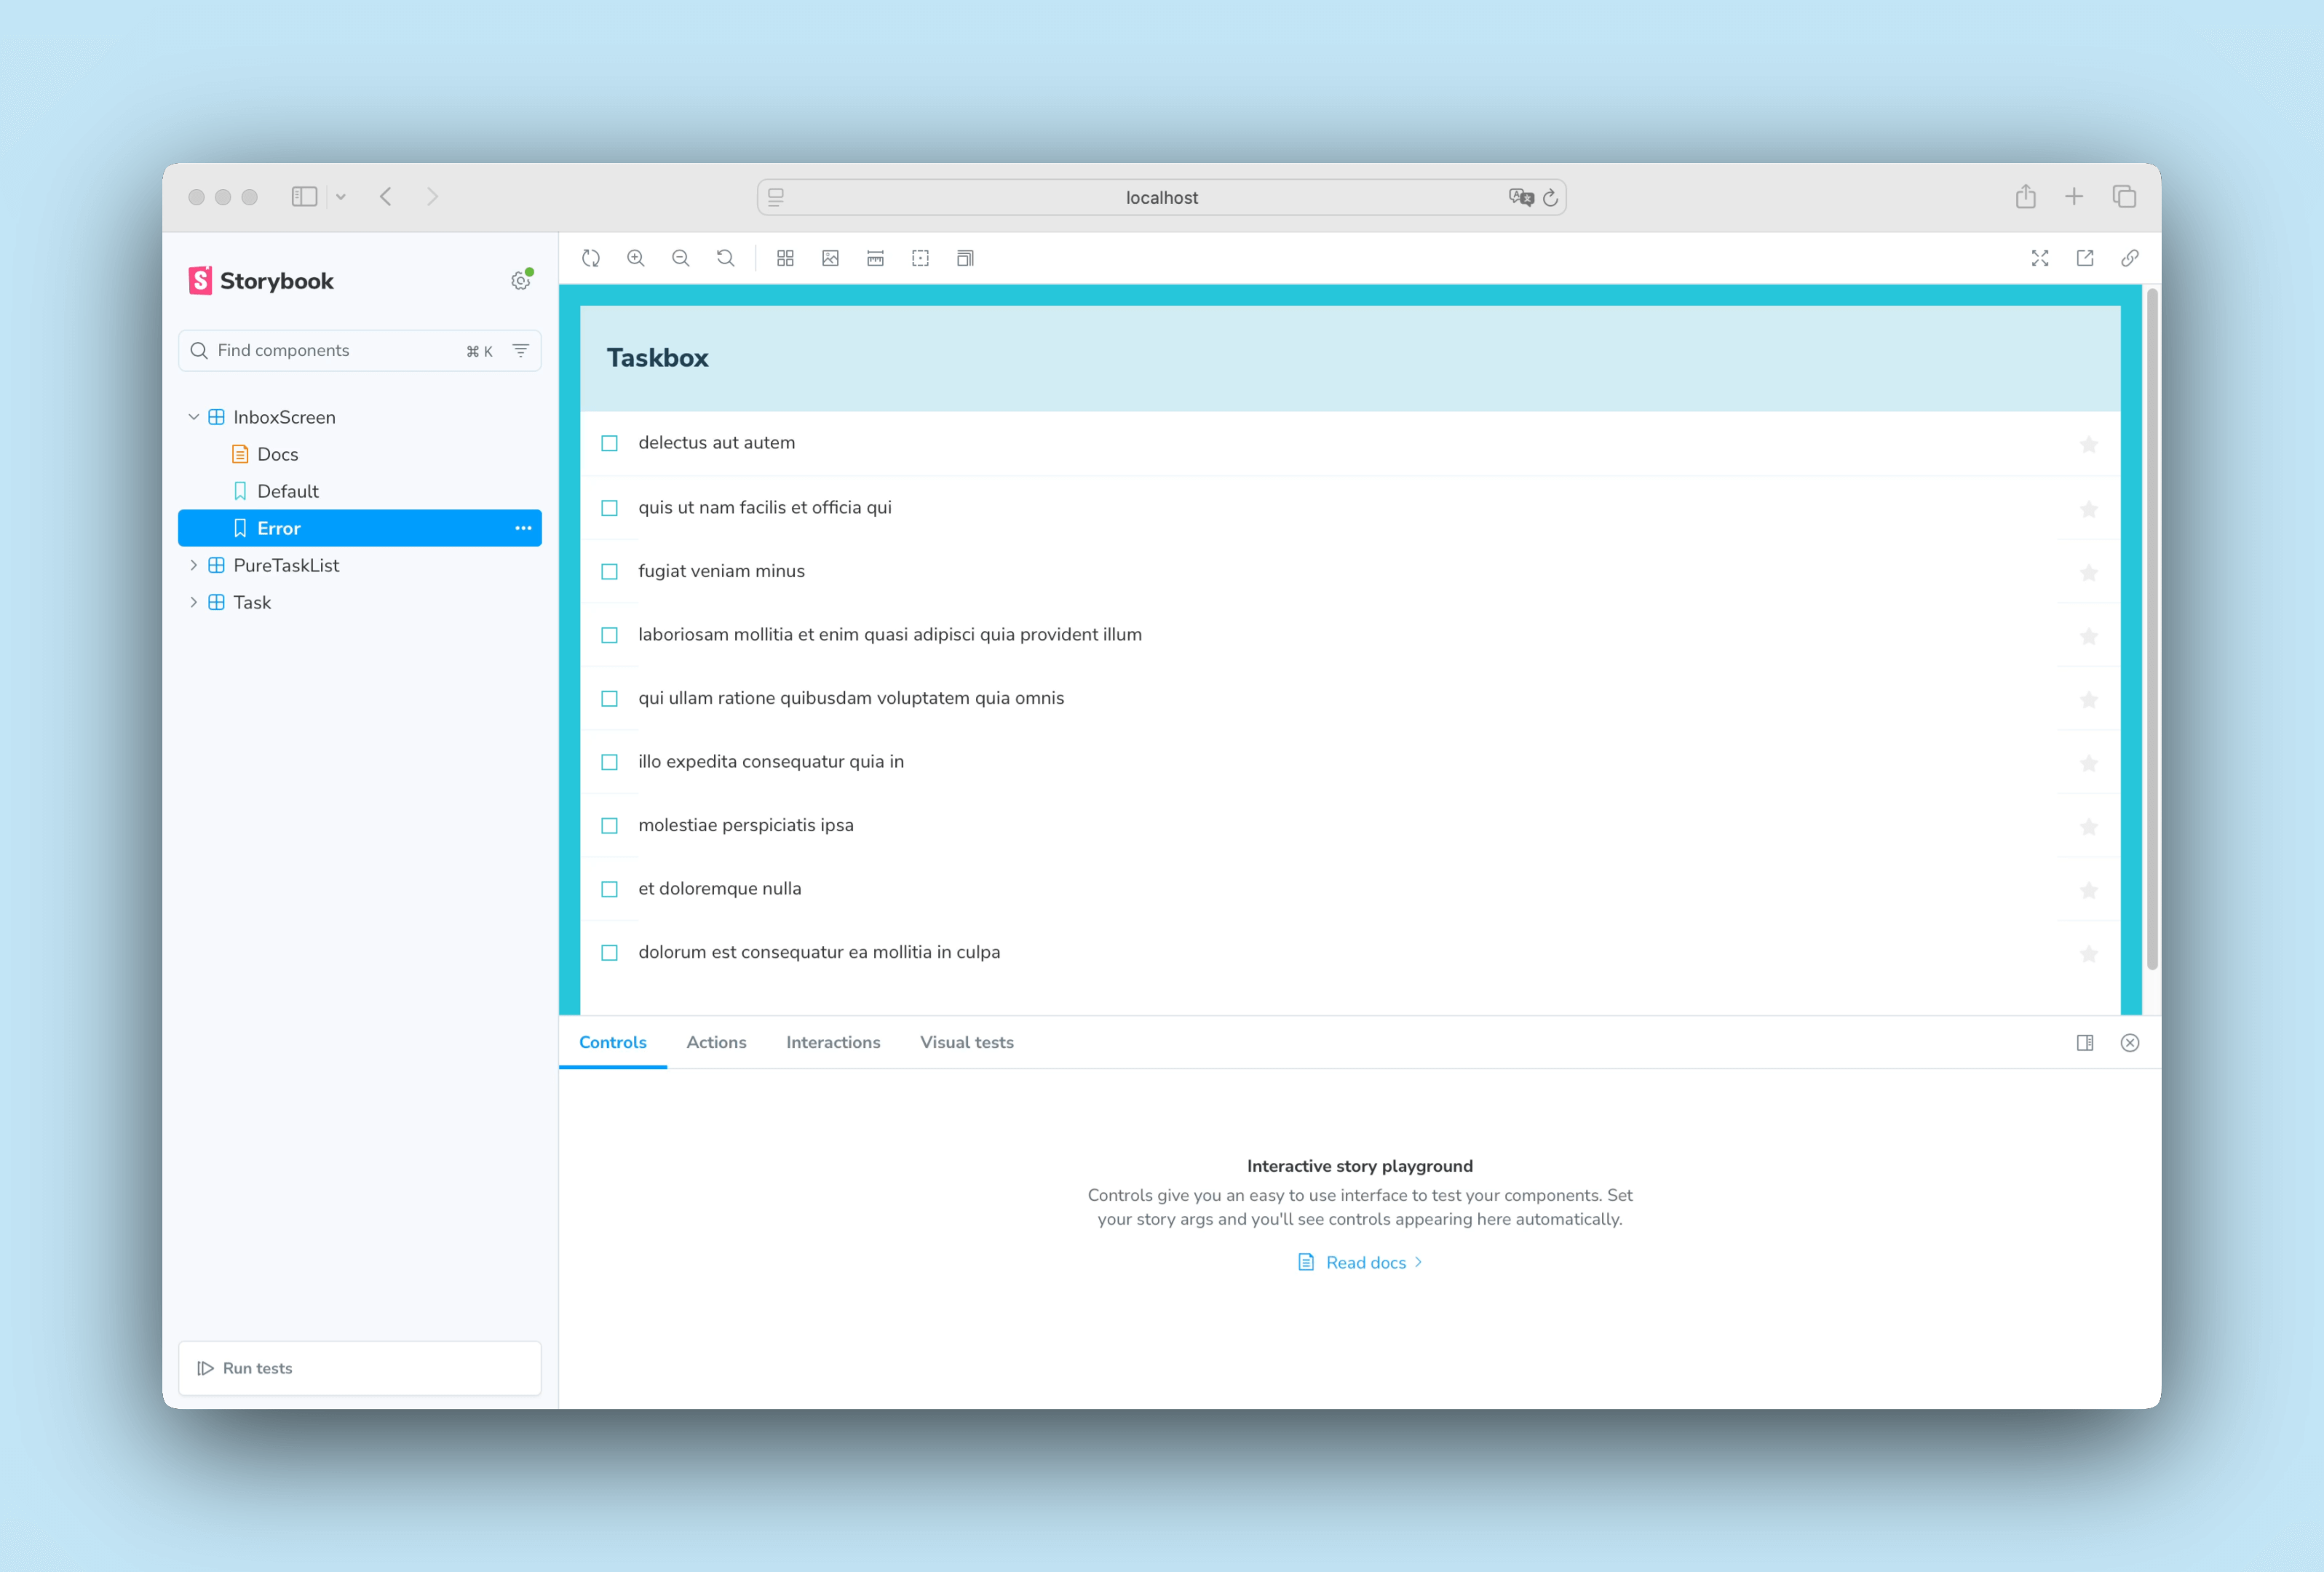 localhost
Storybook
Find components
⌘ K
InboxScreen
Docs
Default
Error
PureTaskList
Task
Run tests
Taskbox
delectus aut autem
quis ut nam facilis et officia qui
fugiat veniam minus
laboriosam mollitia et enim quasi adipisci quia provident illum
qui ullam ratione quibusdam voluptatem quia omnis
illo expedita consequatur quia in
molestiae perspiciatis ipsa
et doloremque nulla
dolorum est consequatur ea mollitia in culpa
Controls Actions Interactions Visual tests
Interactive story playground
Controls give you an easy to use interface to test your components. Set
your story args and you'll see controls appearing here automatically.
Read docs